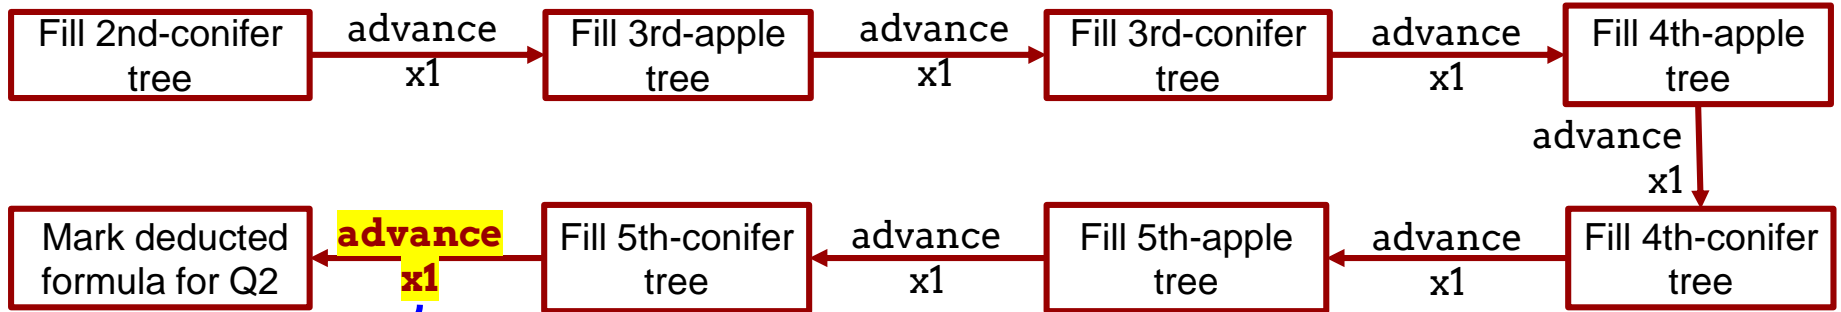 Fill 2nd-conifer
tree
advance
x1
Fill 3rd-apple
tree
advance
x1
Fill 3rd-conifer
tree
advance
x1
Fill 4th-apple
tree
advance
x1
Fill 4th-conifer
tree
advance
x1
Fill 5th-apple
tree
advance
x1
Fill 5th-conifer
tree
advance
x1
Mark deducted
formula for Q2